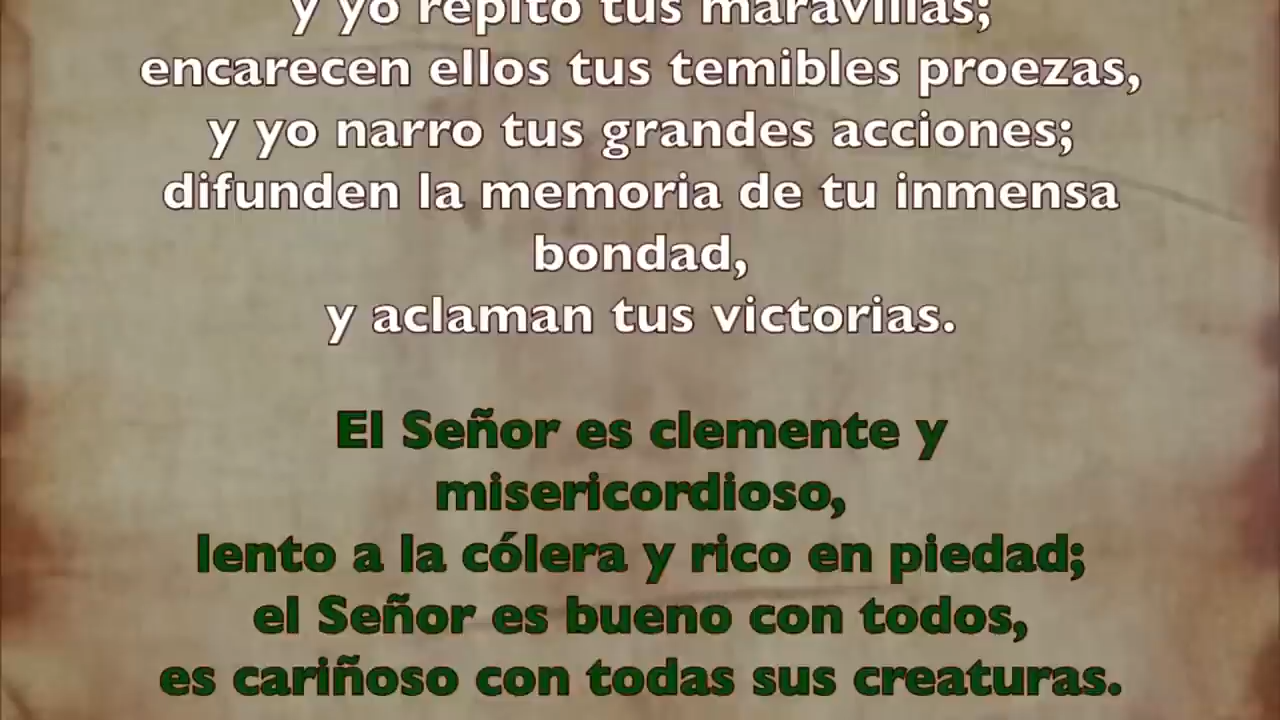 y yo repito tus maravillas;
encarecen ellos tus temibles proezas,
y yo narro tus grandes acciones;
difunden la memoria de tu inmensa
bondad,
y aclaman tus victorias.
El Señor es clemente y
misericordioso,
lento a la cólera y rico en piedad;
el Señor es bueno con todos,
es cariñoso con todas sus creaturas.